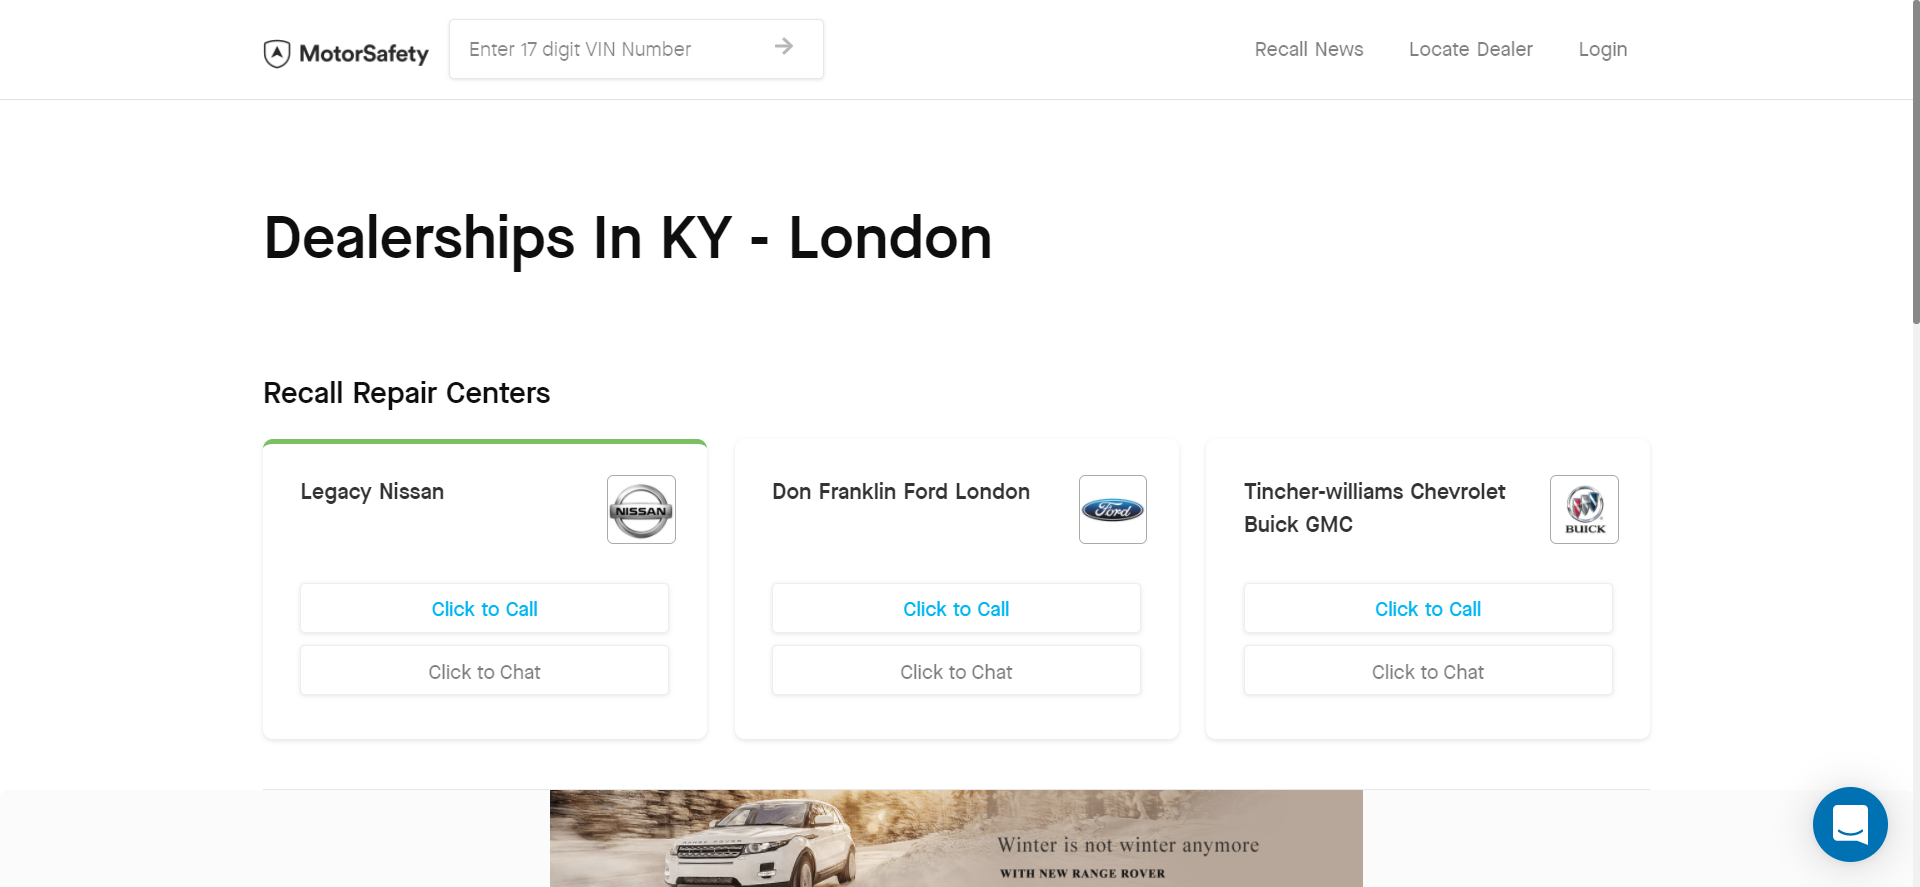 MotorSafety
Enter 17 digit VIN Number
Recall News
Locate Dealer
Login
Dealerships In KY - London
Recall Repair Centers
Legacy Nissan
NISSAN
Click to Call
Click to Chat
Don Franklin Ford London
Ford
Click to Call
Click to Chat
Tincher-williams Chevrolet
Buick GMC
BUICK
Click to Call
Click to Chat
RANGE ROVER
Winter is not winter anymore
WITH NEW RANGE ROVER